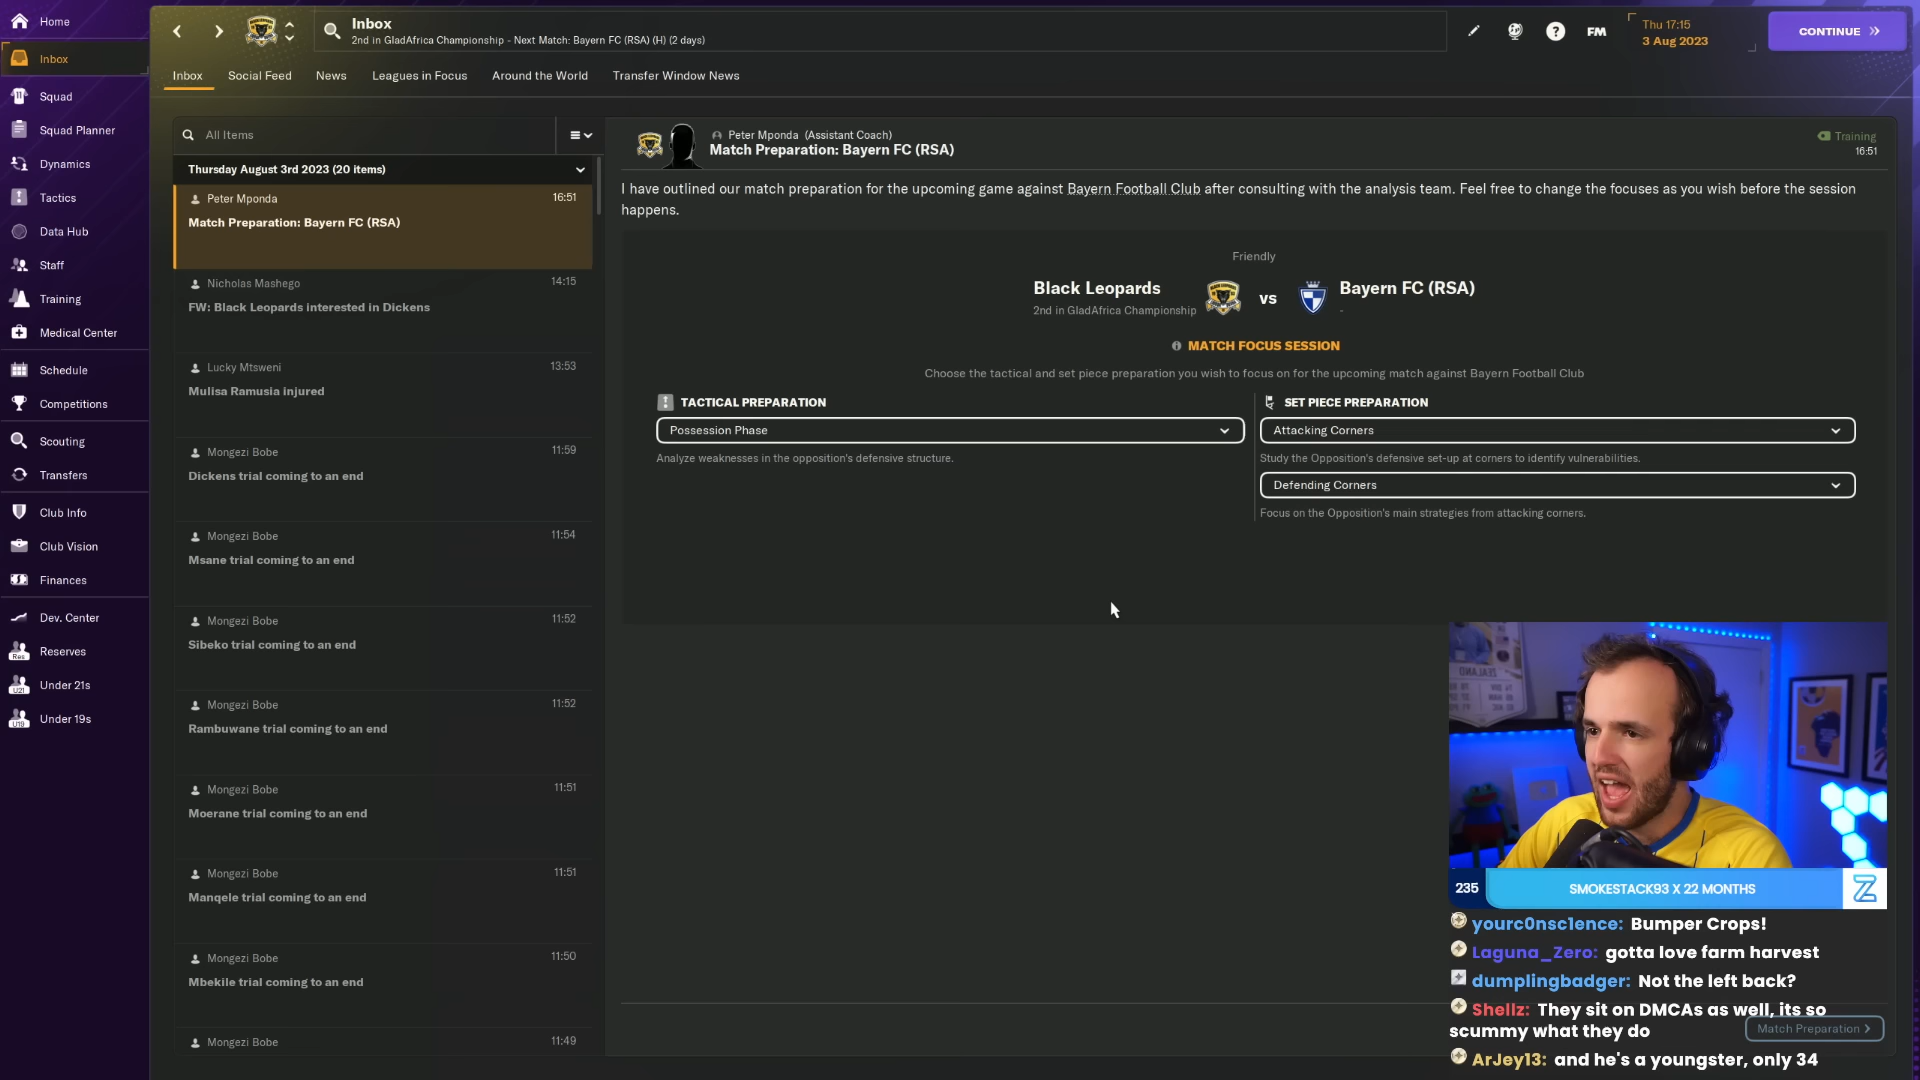 Home
Inbox
Squad
Squad Planner
Dynamics
Tactics
Data Hub
Staff
Training
Medical Center
Schedule
Competitions
Scouting
Transfers
Club Info
Club Vision
Finances
Dev. Center
Reserves
Under 21s
Under 19s
Inbox
2nd in GladAfrica Championship - Next Match: Bayern FC (RSA) (H) (2 days)
FM
Thu 17:15
3 Aug 2023
CONTINUE
Inbox
Social Feed
News
Leagues in Focus
Around the World
Transfer Window News
All Items
Thursday August 3rd 2023 (20 items)
Peter Mponda 16:51
Match Preparation: Bayern FC (RSA)
Nicholas Mashego 14:15
FW: Black Leopards interested in Dickens
Lucky Mtsweni 13:53
Mulisa Ramusia injured
Mongezi Bobe 11:59
Dickens trial coming to an end
Mongezi Bobe 11:54
Msane trial coming to an end
Mongezi Bobe 11:52
Sibeko trial coming to an end
Mongezi Bobe 11:52
Rambuwane trial coming to an end
Mongezi Bobe 11:51
Moerane trial coming to an end
Mongezi Bobe 11:51
Manqele trial coming to an end
Mongezi Bobe 11:50
Mbekile trial coming to an end
Mongezi Bobe 11:49
Peter Mponda (Assistant Coach)
Match Preparation: Bayern FC (RSA)
Training
16:51
I have outlined our match preparation for the upcoming game against Bayern Football Club after consulting with the analysis team. Feel free to change the focuses as you wish before the session
happens.
Friendly
Black Leopards
2nd in GladAfrica Championship
vs
Bayern FC (RSA)
-
MATCH FOCUS SESSION
Choose the tactical and set piece preparation you wish to focus on for the upcoming match against Bayern Football Club
TACTICAL PREPARATION
Possession Phase
Analyze weaknesses in the opposition's defensive structure.
SET PIECE PREPARATION
Attacking Corners
Study the Opposition's defensive set-up at corners to identify vulnerabilities.
Defending Corners
Focus on the Opposition's main strategies from attacking corners.
ZEALAND
235
SMOKESTACK93 X 22 MONTHS
Z
yourc0nsc1ence: Bumper Crops!
Laguna_Zero: gotta love farm harvest
dumplingbadger: Not the left back?
Shellz: They sit on DMCAs as well, its so
scummy what they do
Match Preparation
ArJey13: and he's a youngster, only 34